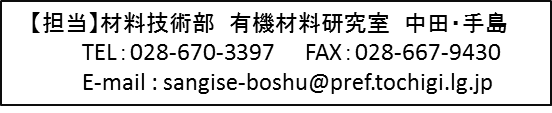 【担当】材料技術部　有機材料研究室　中田・手島
TEL：028-670-3397　FAX：028-667-9430
E-mail：sangise-boshu@pref.tochigi.lg.jp